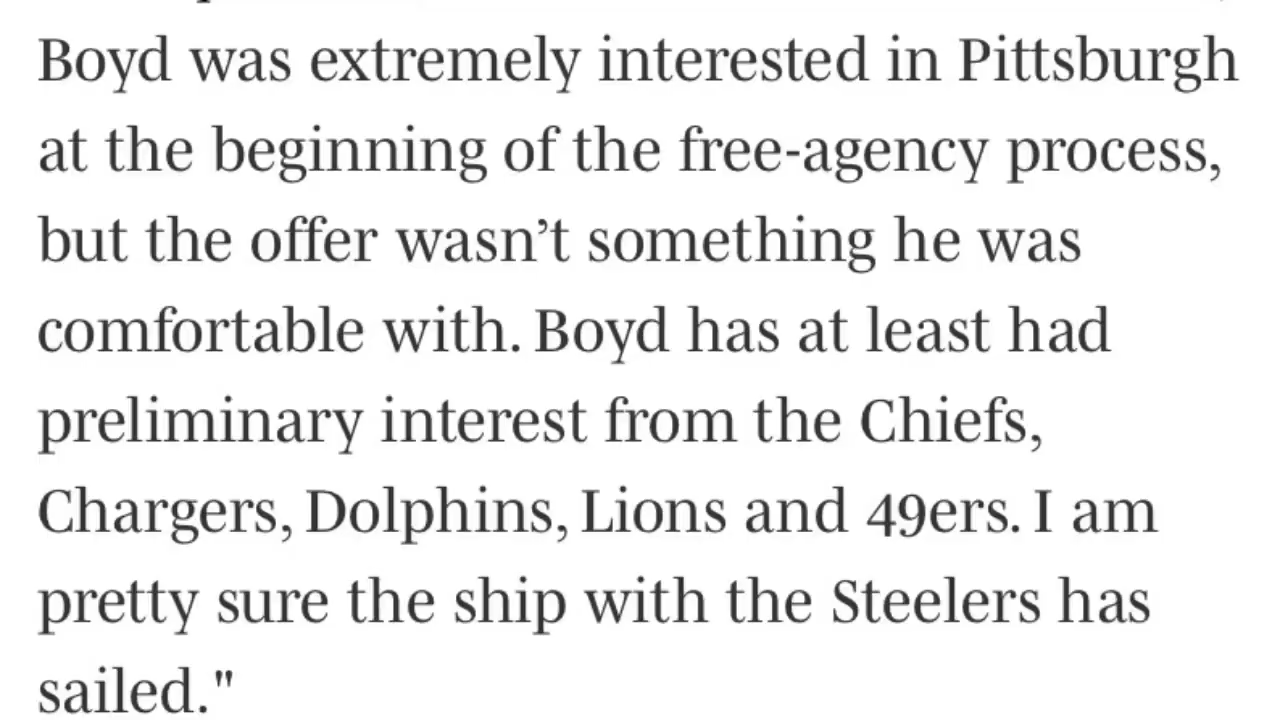 Boyd was extremely interested in Pittsburgh
at the beginning of the free-agency process,
but the offer wasn’t something he was
comfortable with. Boyd has at least had
preliminary interest from the Chiefs,
Chargers, Dolphins, Lions and 49ers. I am
pretty sure the ship with the Steelers has
sailed."